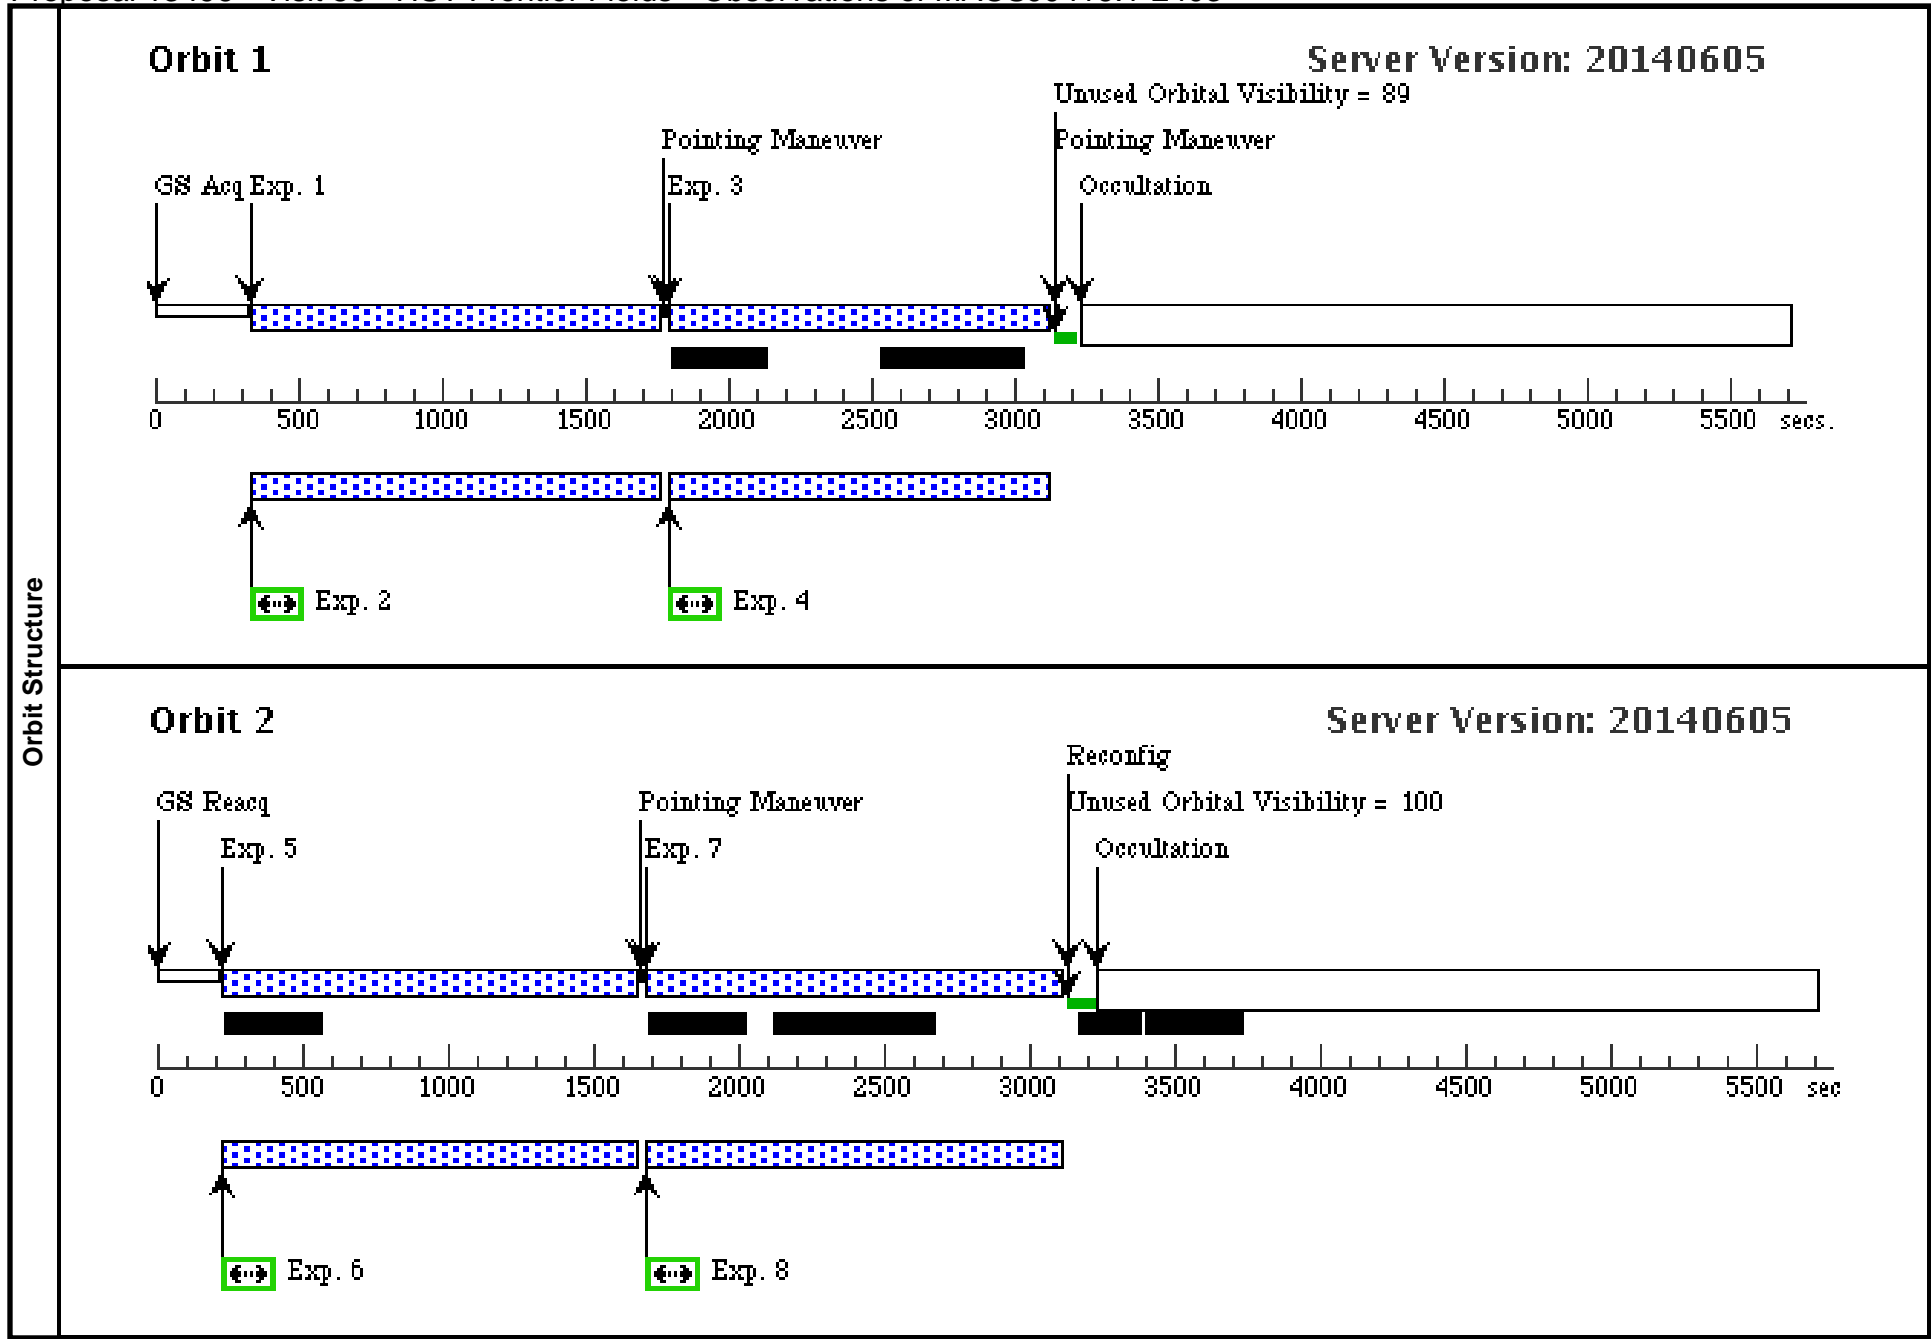 Orbit Structure
Orbit 1
Server Version: 20140605
Unused Orbital Visibility = 89
Pointing Maneuver
Pointing Maneuver
GS Acq
Exp. 1
Exp. 3
Occultation
0 500 1000 1500 2000 2500 3000 3500 4000 4500 5000 5500 secs.
Exp. 2
Exp. 4
Orbit 2
Server Version: 20140605
Reconfig
GS Reacq
Pointing Maneuver
Unused Orbital Visibility = 100
Exp. 5
Exp. 7
Occultation
0 500 1000 1500 2000 2500 3000 3500 4000 4500 5000 5500 sec
Exp. 6
Exp. 8